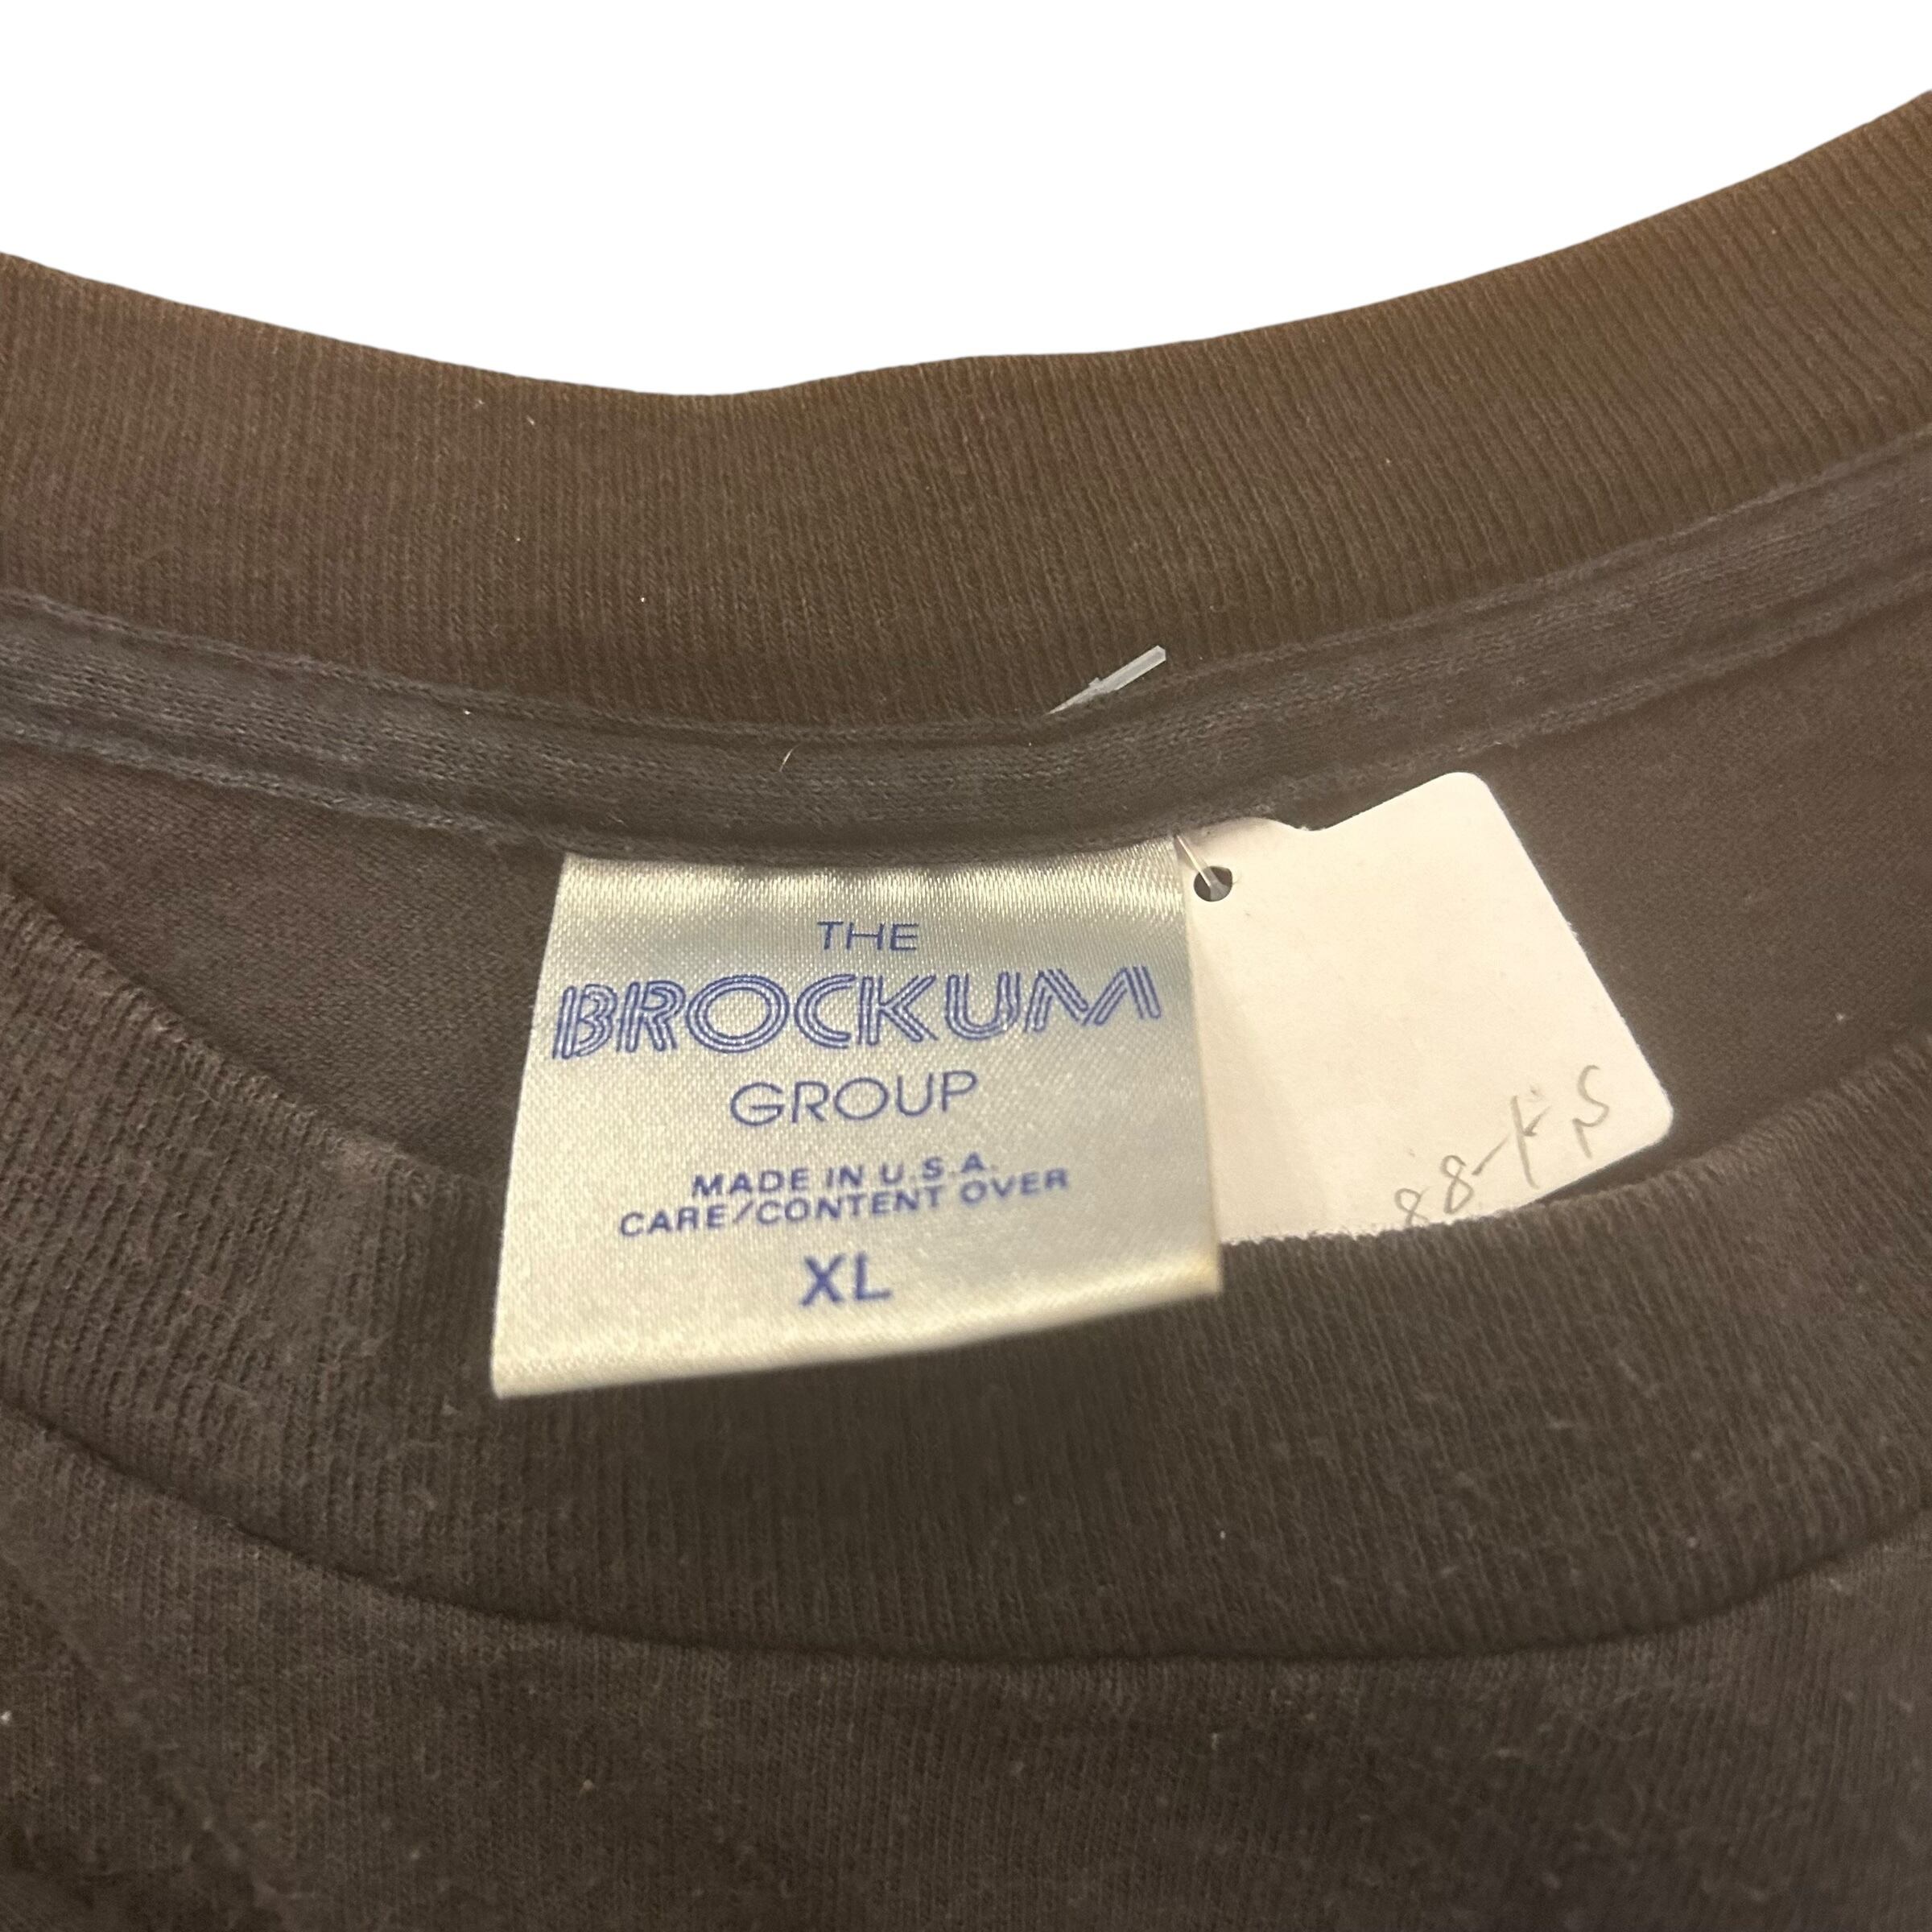 THE
BROCKUM
GROUP
MADE IN U.S.A.
CARE/CONTENT OVER
XL